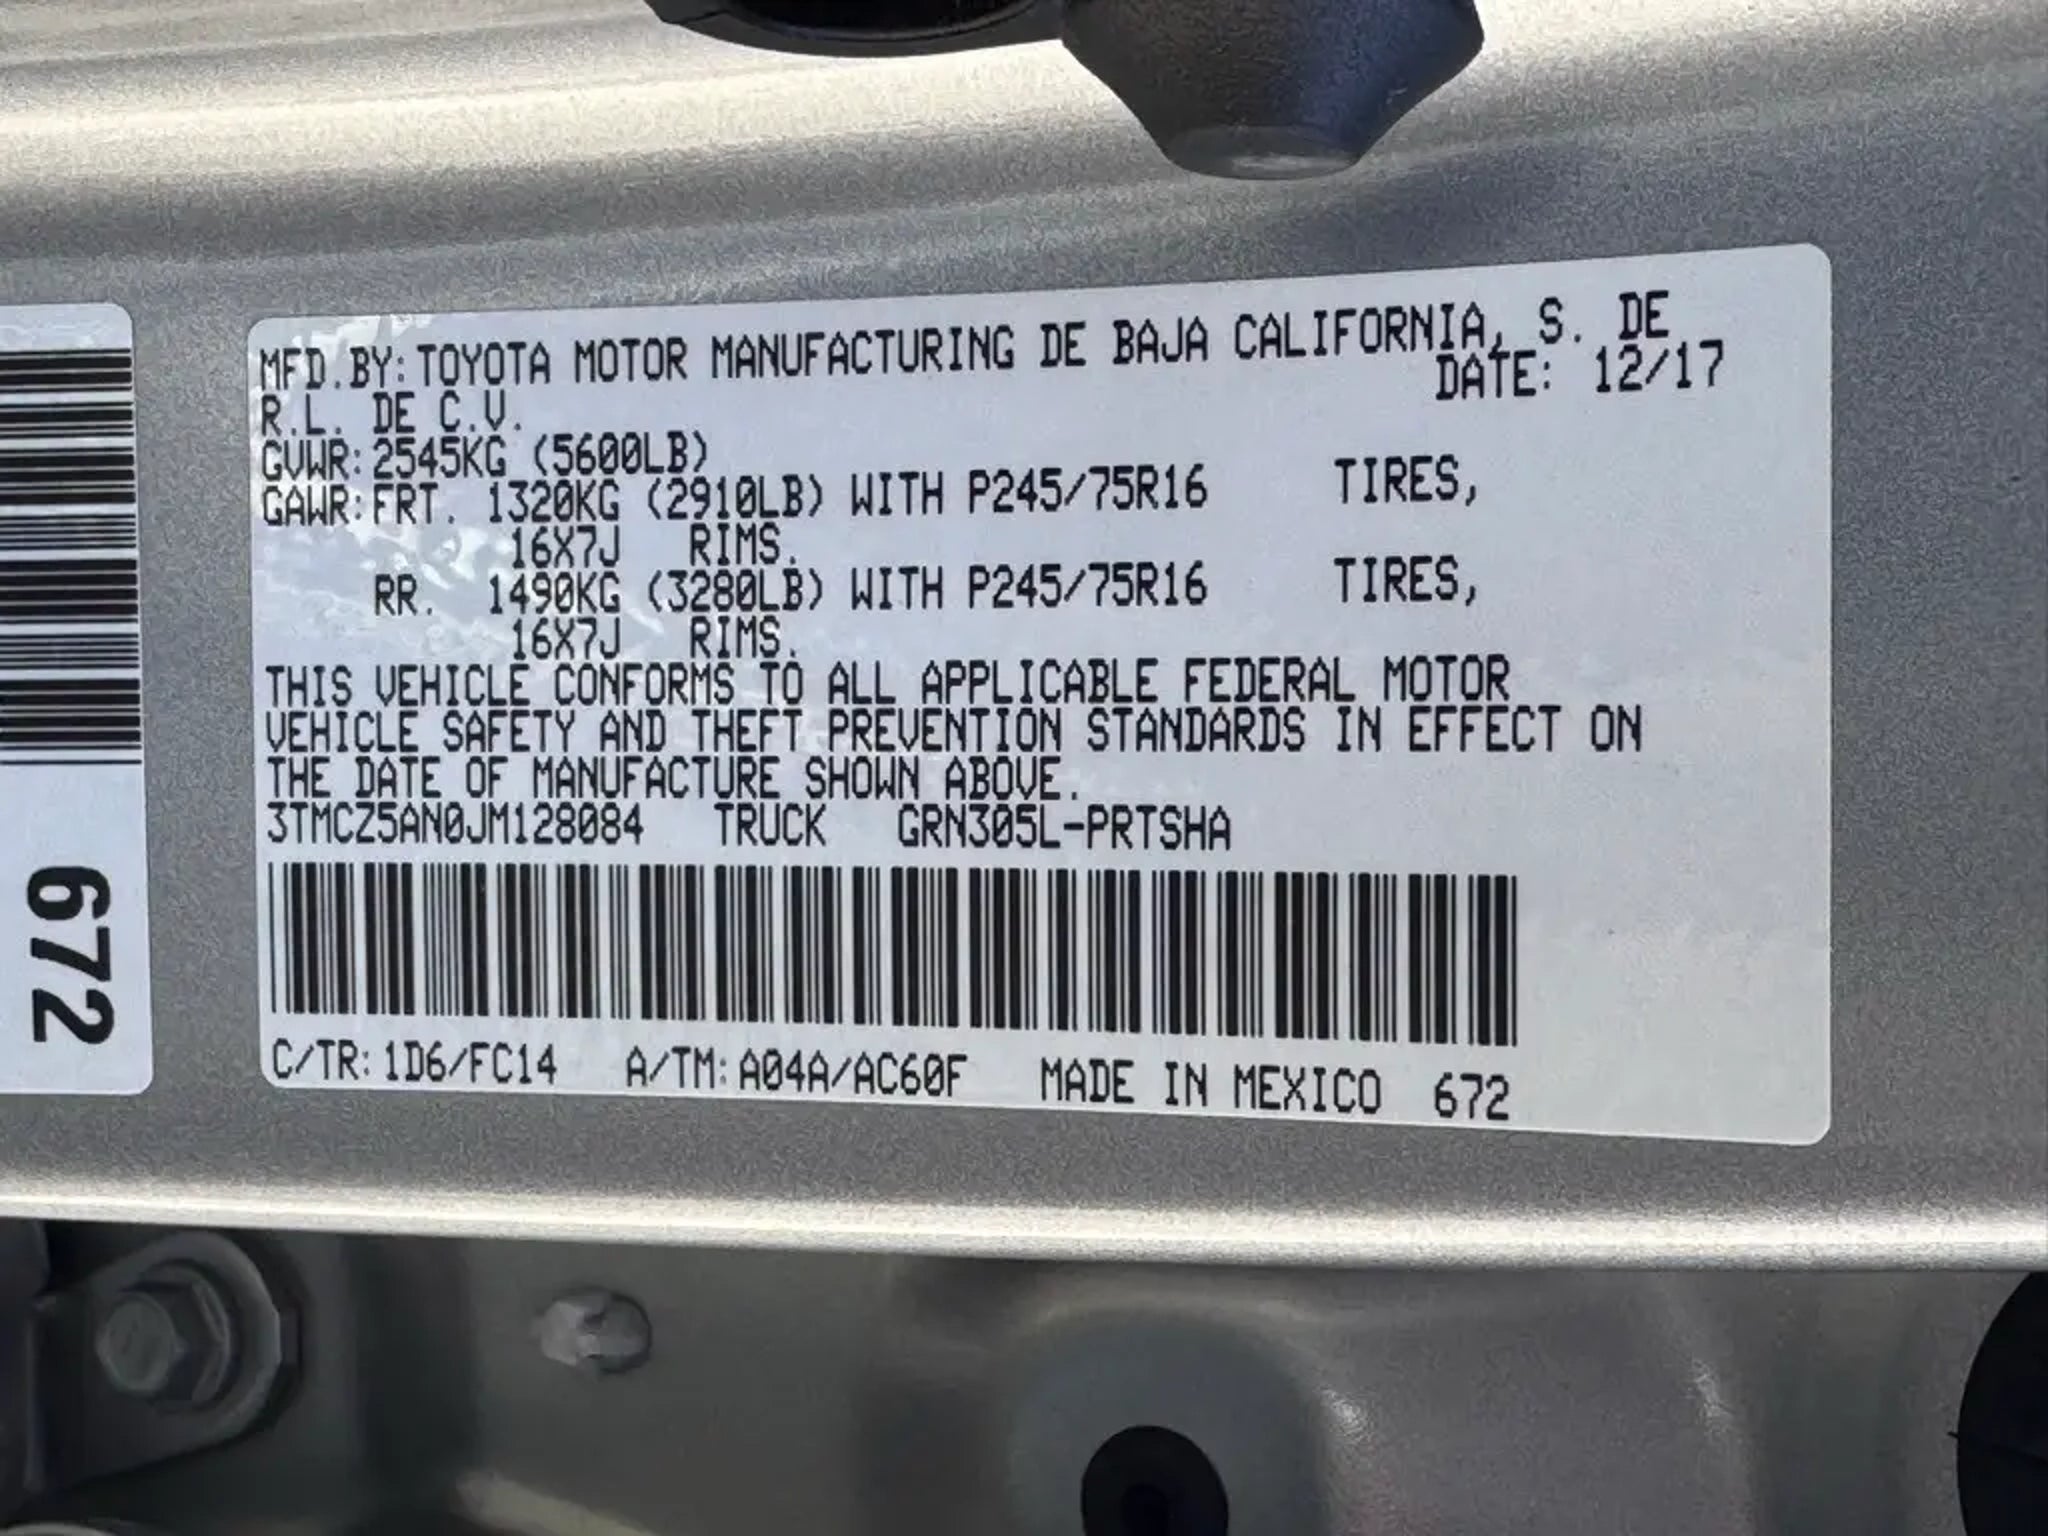 MFD.BY:TOYOTA MOTOR MANUFACTURING DE BAJA CALIFORNIA, S. DE
R.L. DE C.V. DATE: 12/17
GVWR:2545KG (5600LB)
GAWR:FRT. 1320KG (2910LB) WITH P245/75R16 TIRES,
16X7J RIMS.
RR. 1490KG (3280LB) WITH P245/75R16 TIRES,
16X7J RIMS.
THIS VEHICLE CONFORMS TO ALL APPLICABLE FEDERAL MOTOR
VEHICLE SAFETY AND THEFT PREVENTION STANDARDS IN EFFECT ON
THE DATE OF MANUFACTURE SHOWN ABOVE.
3TMCZ5AN0JM128084 TRUCK GRN305L-PRTSHA
C/TR:1D6/FC14 A/TM:A04A/AC60F MADE IN MEXICO 672
672